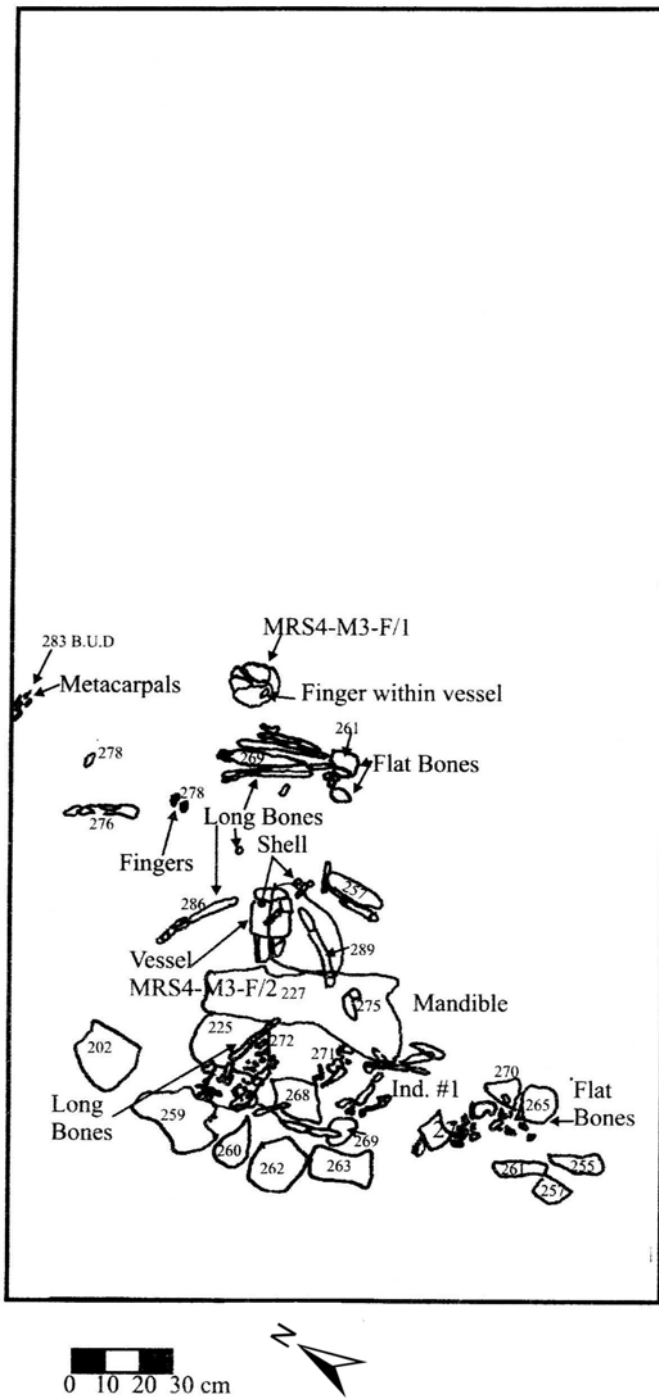 MRS4-M3-F/1
283 B.U.D
Metacarpals
Finger within vessel
261
278
269
Flat Bones
278
276
Long Bones
Fingers
Shell
257
286
289
Vessel
MRS4-M3-F/2
227
275
Mandible
225
202
272
271
270
Ind. #1
Flat
Bones
268
265
Long
Bones
259
269
260
262
263
261
255
257
N
0 10 20 30 cm